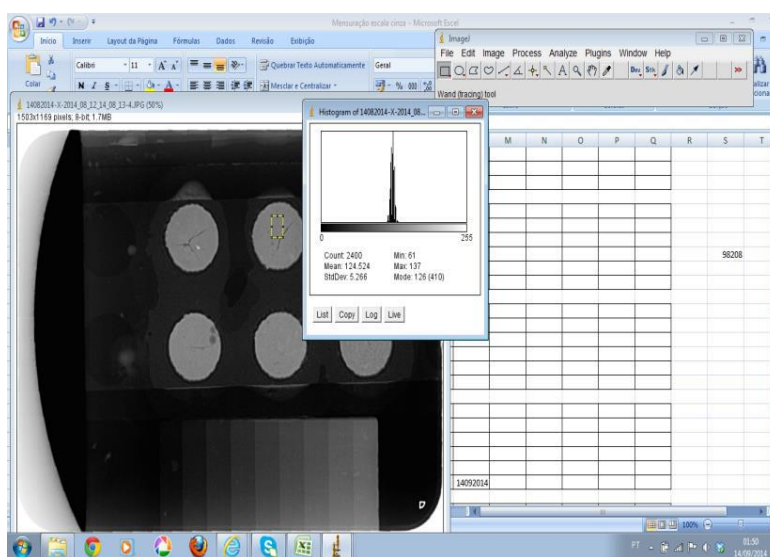 Mensuração escala cinza - Microsoft Excel
Início Inserir Layout da Página Fórmulas Dados Revisão Exibição
Colar
Calibri 11 A A
N I S A
Quebrar Texto Automaticamente
Mesclar e Centralizar
Geral
% 000
ImageJ
File Edit Image Process Analyze Plugins Window Help
A Dev Stk >>
Wand (tracing) tool
14082014-X-2014_08_12_14_08_13-4.JPG (50%)
1503x1169 pixels; 8-bit; 1.7MB
Histogram of 14082014-X-2014_08...
0 255
Count: 2400 Min: 61
Mean: 124.524 Max: 137
StdDev: 5.266 Mode: 126 (410)
List Copy Log Live
M N O P Q R S T
98208
14092014
100%
PT 01:50
14/09/2014